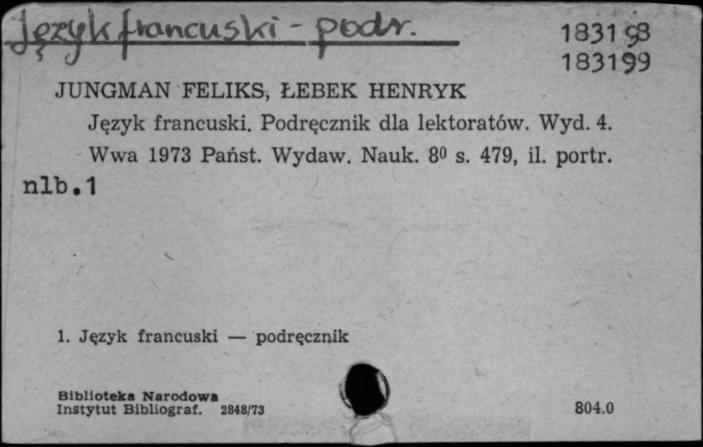 Język francuski - podr.
183198
183199
JUNGMAN FELIKS, ŁEBEK HENRYK
Język francuski. Podręcznik dla lektoratów. Wyd. 4.
Wwa 1973 Państ. Wydaw. Nauk. 8⁰ s. 479, il. portr.
nlb.1
1. Język francuski — podręcznik
Biblioteka Narodowa
Instytut Bibliograf. 2848/73
804.0